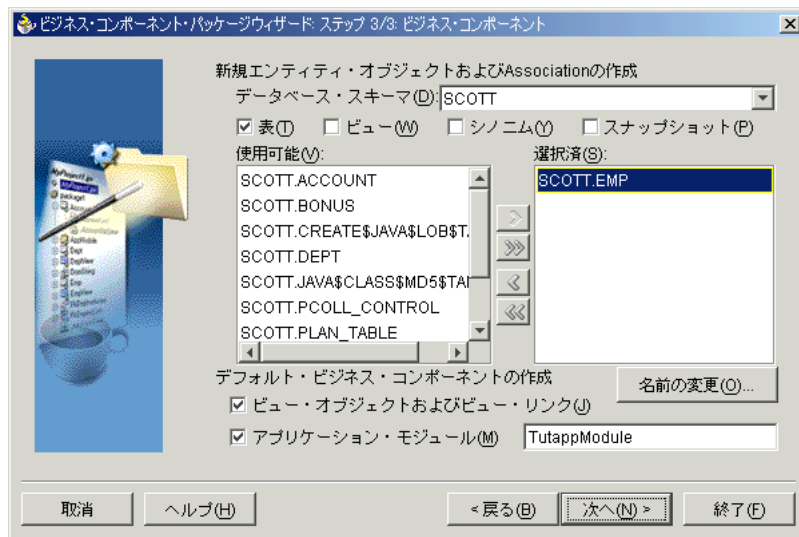 ビジネス・コンポーネント・パッケージウィザード: ステップ 3/3: ビジネス・コンポーネント
新規エンティティ・オブジェクトおよびAssociationの作成
データベース・スキーマ(D): SCOTT
表(T) ビュー(W) シノニム(Y) スナップショット(P)
使用可能(V): 選択済(S):
SCOTT.ACCOUNT
SCOTT.EMP
SCOTT.BONUS
SCOTT.CREATE$JAVA$LOB$T
SCOTT.DEPT
SCOTT.JAVA$CLASS$MD5$TA
SCOTT.PCOLL_CONTROL
SCOTT.PLAN_TABLE
デフォルト・ビジネス・コンポーネントの作成
名前の変更(O)...
ビュー・オブジェクトおよびビュー・リンク(J)
アプリケーション・モジュール(M) TutappModule
取消 ヘルプ(H) <戻る(B) 次へ(N) > 終了(F)